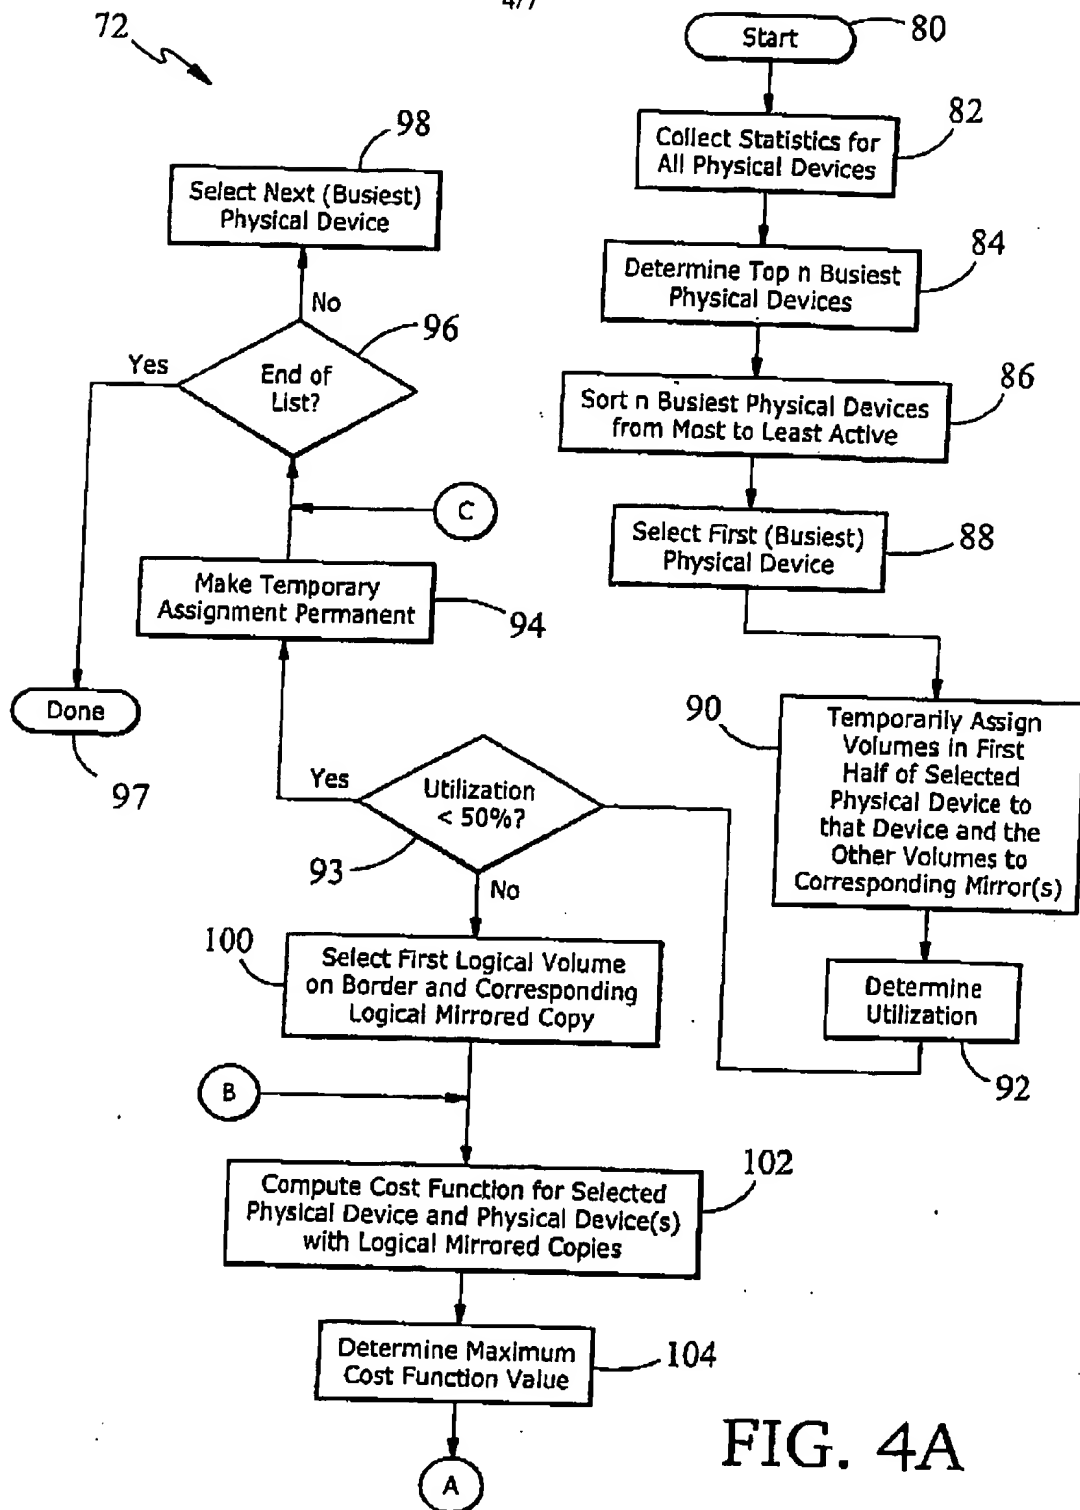 4/7
72
Start
80
Collect Statistics for
All Physical Devices
82
Determine Top n Busiest
Physical Devices
84
Sort n Busiest Physical Devices
from Most to Least Active
86
Select First (Busiest)
Physical Device
88
90
Temporarily Assign
Volumes in First
Half of Selected
Physical Device to
that Device and the
Other Volumes to
Corresponding Mirror(s)
Determine
Utilization
92
98
Select Next (Busiest)
Physical Device
No
96
Yes
End of
List?
C
Make Temporary
Assignment Permanent
94
Done
97
Yes
Utilization
< 50%?
93
No
100
Select First Logical Volume
on Border and Corresponding
Logical Mirrored Copy
B
102
Compute Cost Function for Selected
Physical Device and Physical Device(s)
with Logical Mirrored Copies
Determine Maximum
Cost Function Value
104
A
FIG. 4A